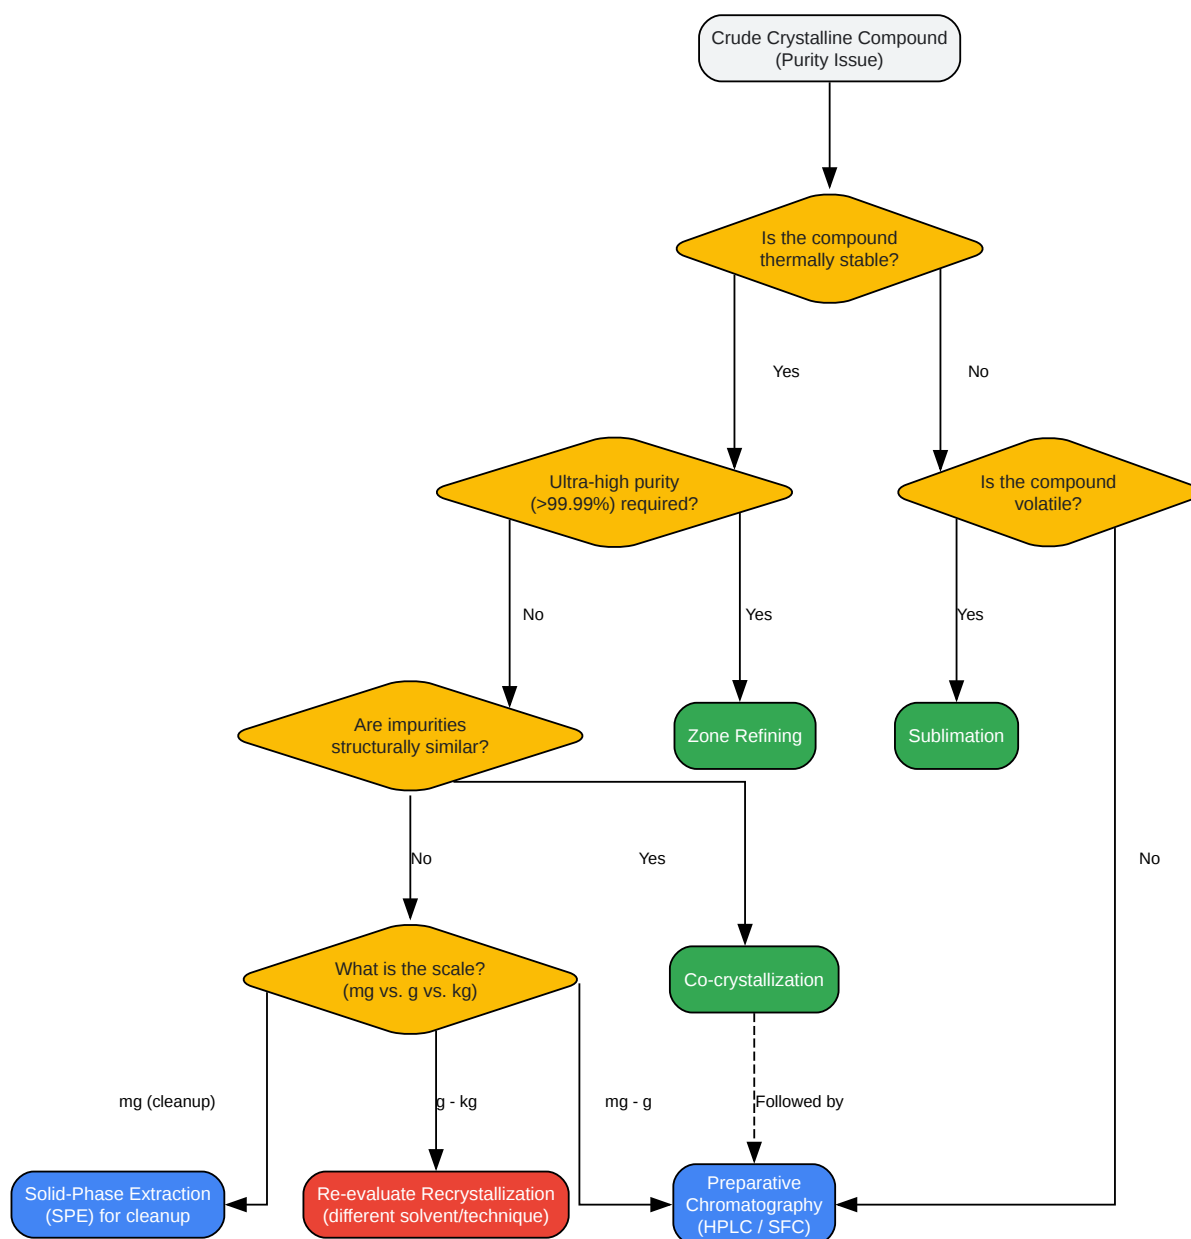 Crude Crystalline Compound
(Purity Issue)
Is the compound
thermally stable?
Yes
No
Ultra-high purity
(>99.99%) required?
Is the compound
volatile?
No
Yes
Yes
Are impurities
structurally similar?
Zone Refining
Sublimation
No
Yes
No
What is the scale?
(mg vs. g vs. kg)
Co-crystallization
mg (cleanup)
g - kg
mg - g
Followed by
Solid-Phase Extraction
(SPE) for cleanup
Re-evaluate Recrystallization
(different solvent/technique)
Preparative
Chromatography
(HPLC / SFC)